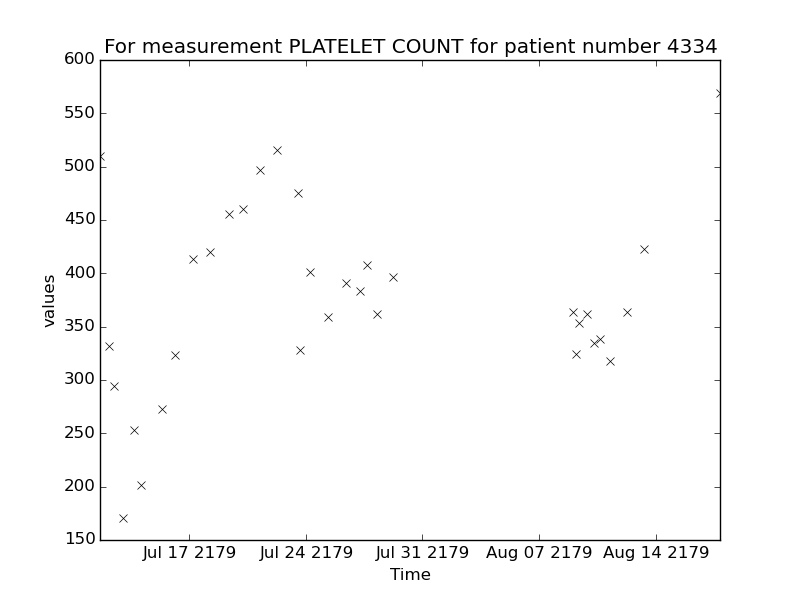 For measurement PLATELET COUNT for patient number 4334
600
550
500
450
400
350
300
250
200
150
values
Jul 17 2179 Jul 24 2179 Jul 31 2179 Aug 07 2179 Aug 14 2179
Time